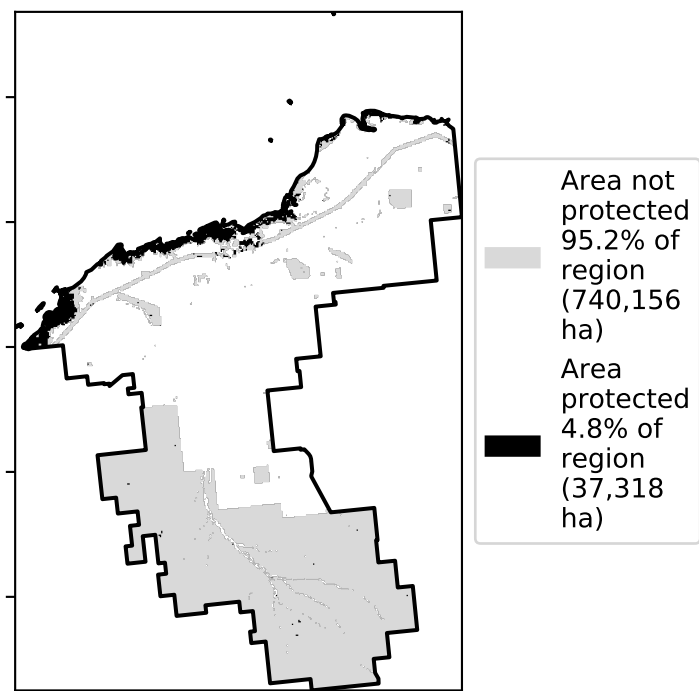 Area not
protected
95.2% of
region
(740,156
ha)
Area
protected
4.8% of
region
(37,318
ha)